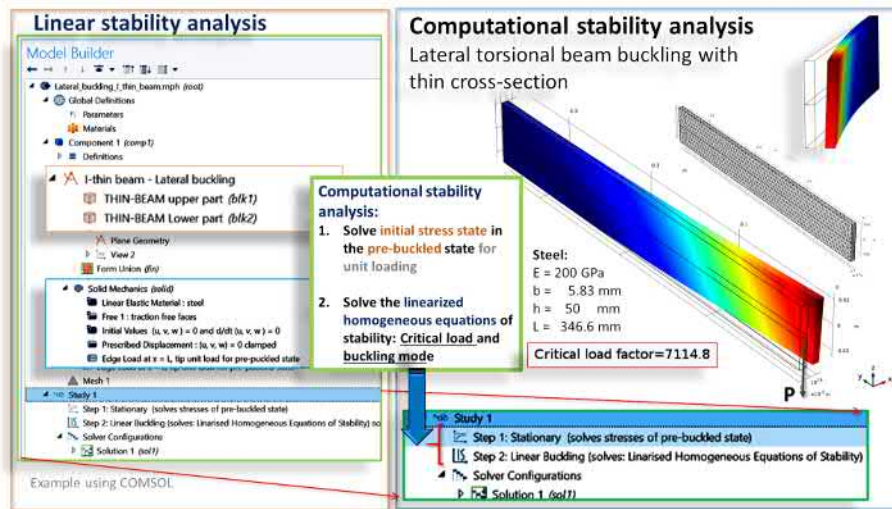 Linear stability analysis
Model Builder
Lateral_buckling_I_thin_beam.mph (root)
Global Definitions
Parameters
Materials
Component 1 (comp1)
Definitions
I-thin beam - Lateral buckling
THIN-BEAM upper part (blk1)
THIN-BEAM Lower part (blk2)
Plane Geometry
View 2
Form Union (fin)
Solid Mechanics (solid)
Linear Elastic Material : steel
Free 1 : traction free faces
Initial Values (u, v, w ) = 0 and d/dt (u, v, w ) = 0
Prescribed Displacement : (u, v, w) = 0 clamped
Edge Load at x = L, tip unit load for pre-puckled state
Mesh 1
Study 1
Step 1: Stationary (solves stresses of pre-buckled state)
Step 2: Linear Buckling (solves: Linarised Homogeneous Equations of Stability) so
Solver Configurations
Solution 1 (sol1)
Example using COMSOL
Computational stability
analysis:
1. Solve initial stress state in
the pre-buckled state for
unit loading
2. Solve the linearized
homogeneous equations of
stability: Critical load and
buckling mode
Computational stability analysis
Lateral torsional beam buckling with
thin cross-section
Steel:
E = 200 GPa
b = 5.83 mm
h = 50 mm
L = 346.6 mm
Critical load factor=7114.8
P
y z x
Study 1
Step 1: Stationary (solves stresses of pre-buckled state)
Step 2: Linear Buckling (solves: Linarised Homogeneous Equations of Stability)
Solver Configurations
Solution 1 (sol1)